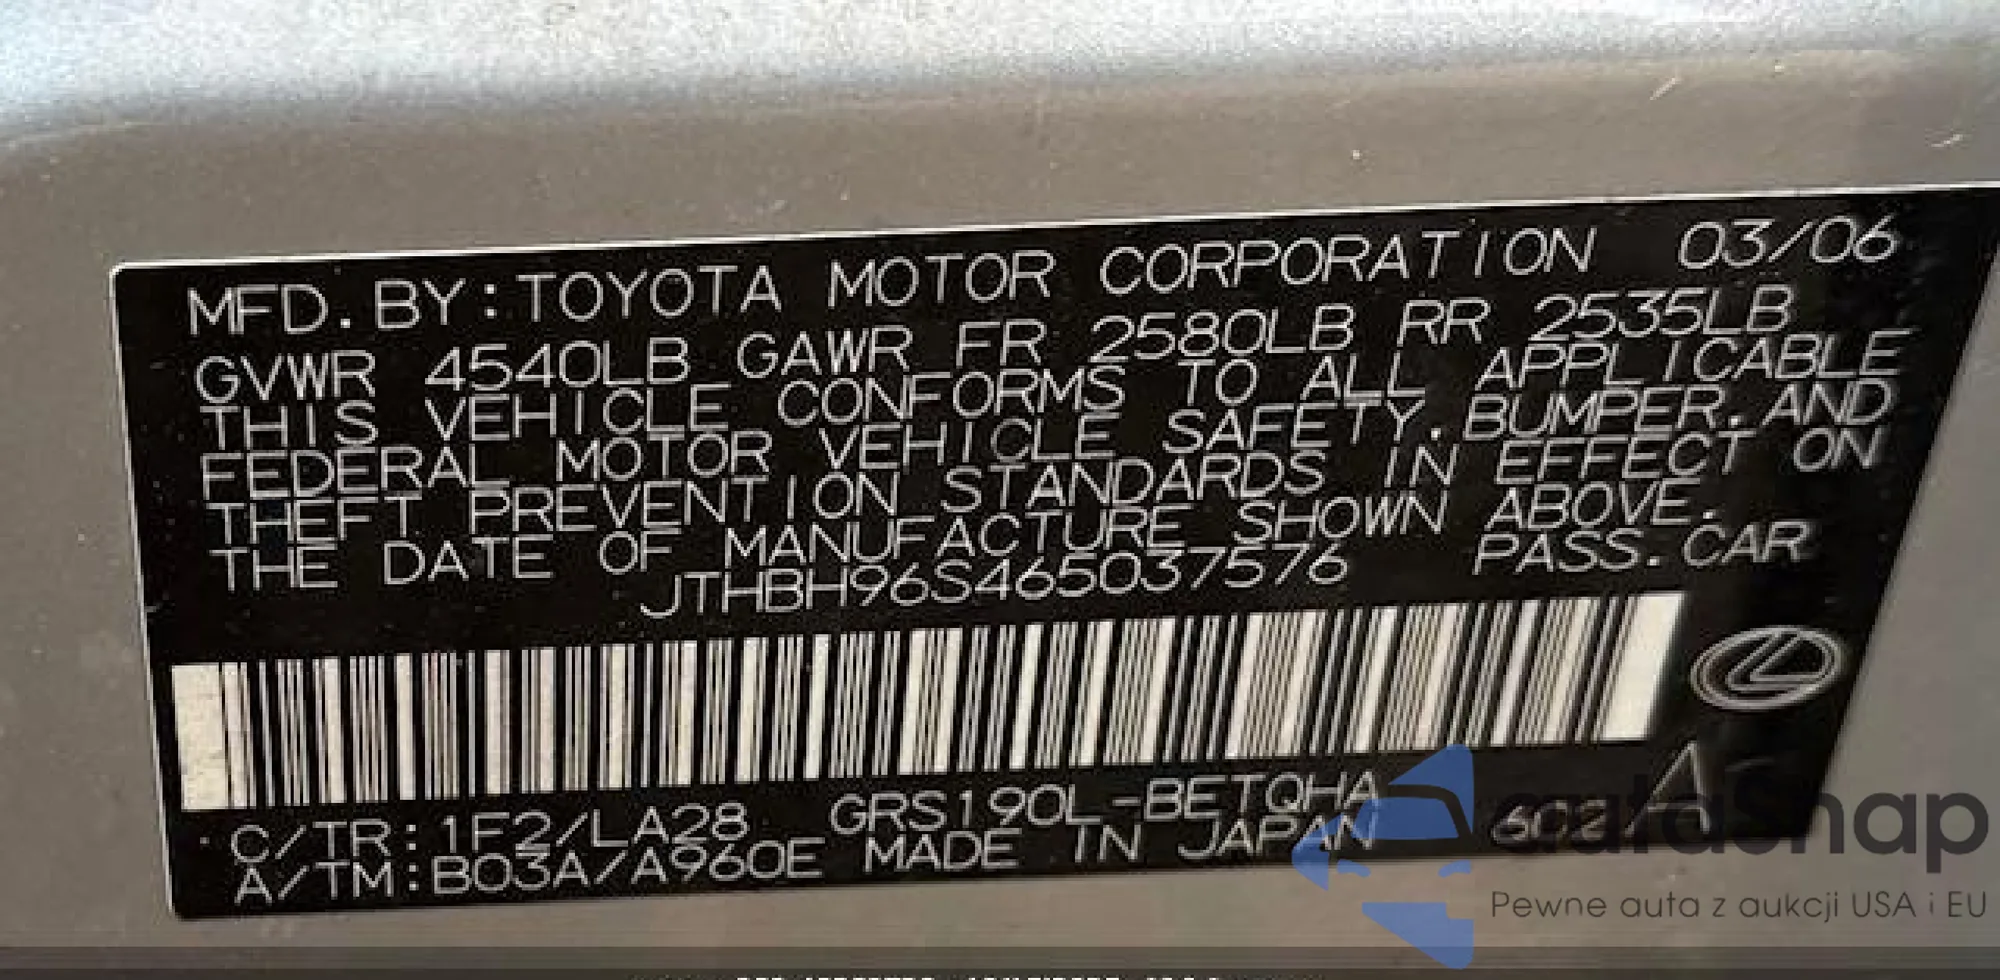 MFD. BY: TOYOTA MOTOR CORPORATION 03/06
GVWR 4540LB GAWR FR 2580LB RR 2535LB
THIS VEHICLE CONFORMS TO ALL APPLICABLE
FEDERAL MOTOR VEHICLE SAFETY, BUMPER, AND
THEFT PREVENTION STANDARDS IN EFFECT ON
THE DATE OF MANUFACTURE SHOWN ABOVE.
JTHBH96S465037576 PASS. CAR
C/TR: 1F2/LA28 GRS190L-BETQHA
A/TM: B03A/A960E MADE IN JAPAN
autaSnap
Pewne auta z aukcji USA i EU